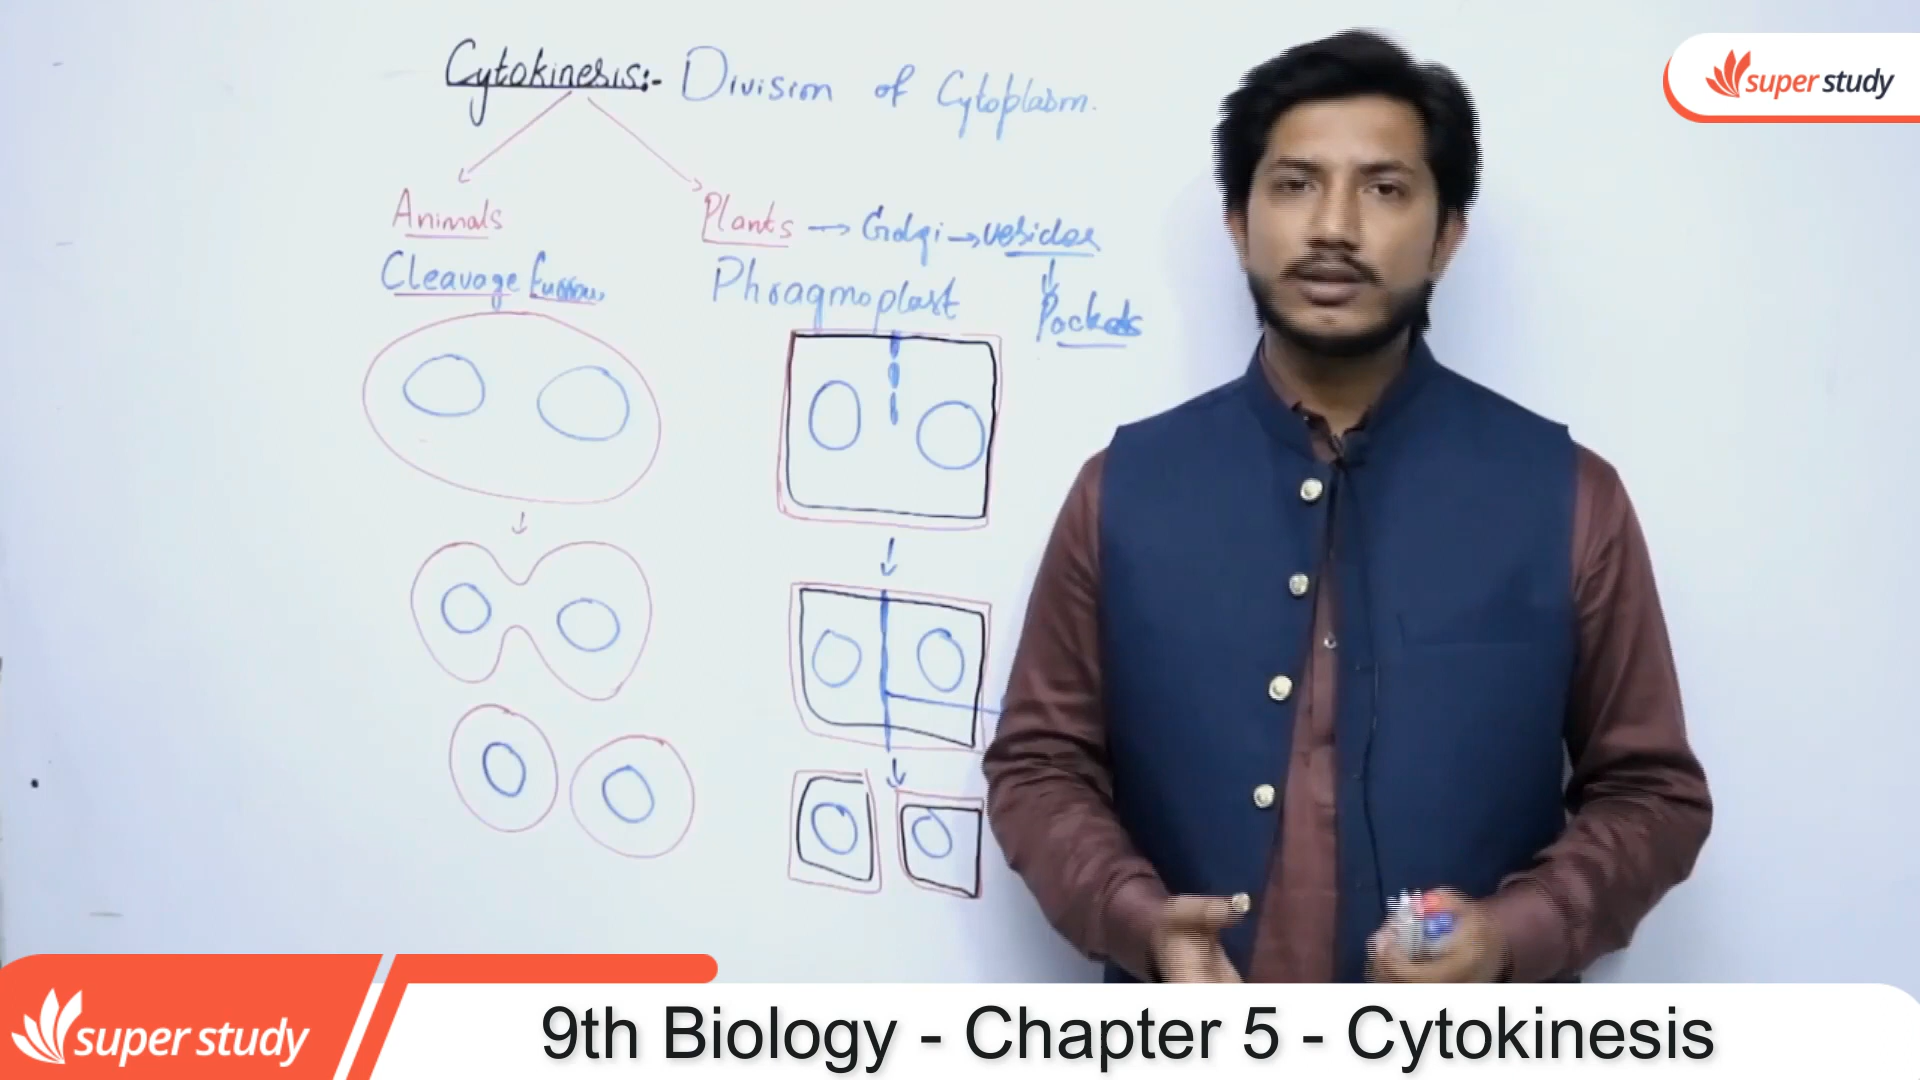 Cytokinesis:- Division of Cytoplasm.
super study
Animals
Plants → Golgi → vesicles
Cleavage furrow
Phragmoplast
Pockets
super study
9th Biology - Chapter 5 - Cytokinesis